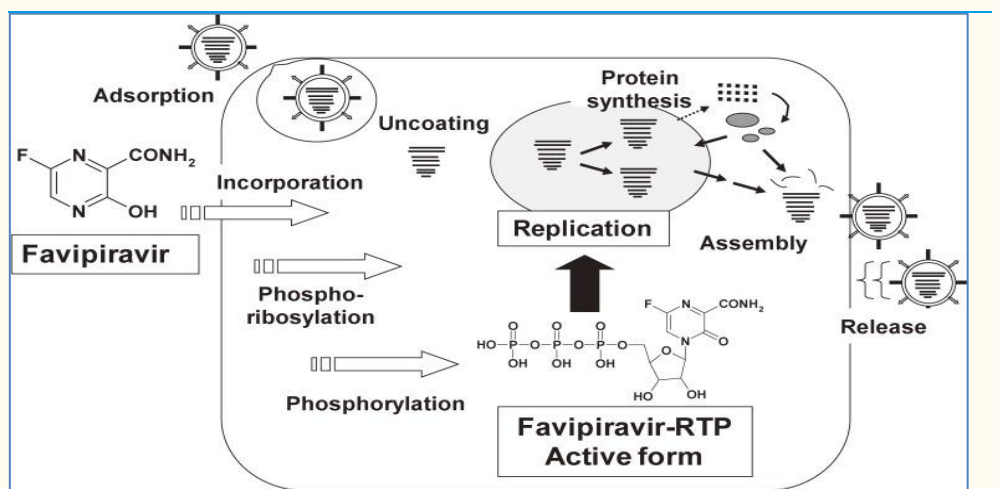 Adsorption
Uncoating
Protein
synthesis
F
N
N
CONH₂
OH
Incorporation
Favipiravir
Replication
Assembly
Phospho-
ribosylation
Release
F
N
N
CONH₂
O
O
O
O
HO-P-O-P-O-P-O
OH
OH
OH
O
HO
OH
Phosphorylation
Favipiravir-RTP
Active form